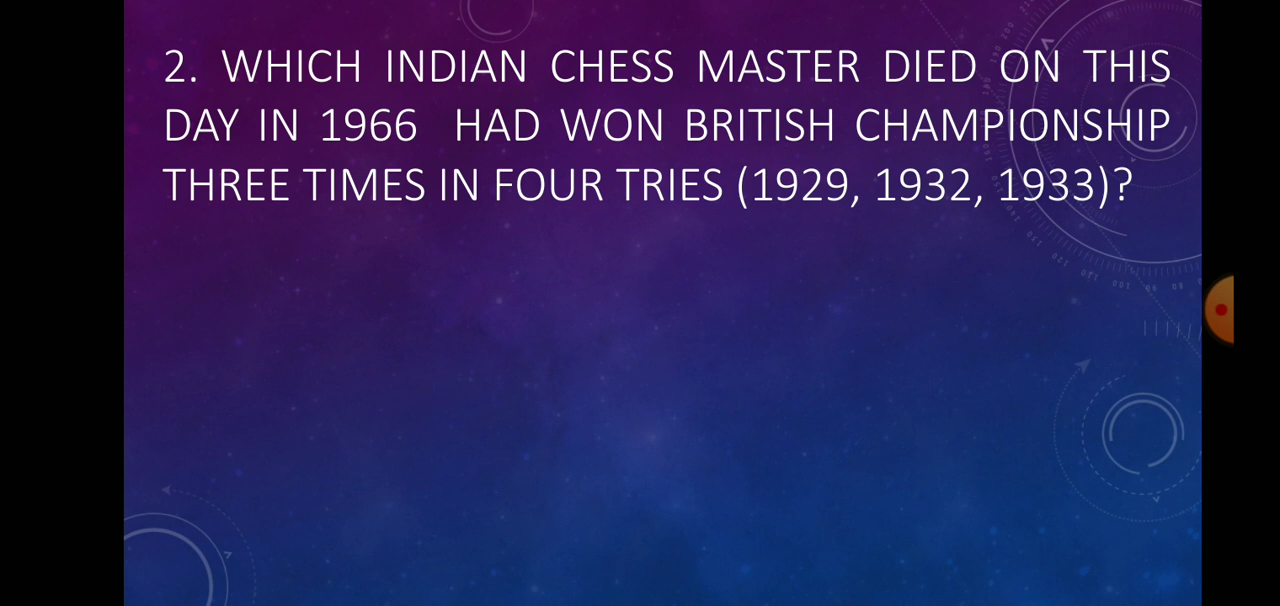 2. WHICH INDIAN CHESS MASTER DIED ON THIS
DAY IN 1966 HAD WON BRITISH CHAMPIONSHIP
THREE TIMES IN FOUR TRIES (1929, 1932, 1933)?